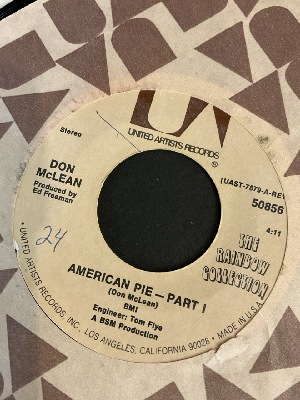 UA
UNITED ARTISTS RECORDS
®
Stereo
DON
McLEAN
Produced by
Ed Freeman
(UAST-7879-A-RE)
50856
4:11
THE
RAINBOW
COLLECTION
24
AMERICAN PIE—PART I
(Don McLean)
BMI
Engineer: Tom Flye
A BSM Production
• UNITED ARTISTS RECORDS INC., LOS ANGELES, CALIFORNIA 90028 • MADE IN U.S.A.